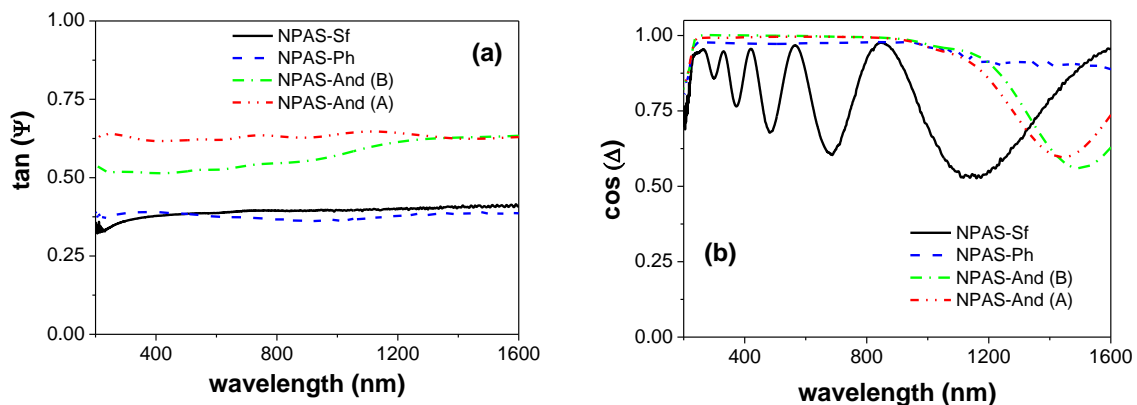 1.00
0.75
0.50
0.25
0.00
tan (Ψ)
NPAS-Sf
NPAS-Ph
NPAS-And (B)
NPAS-And (A)
(a)
400 800 1200 1600
wavelength (nm)
1.00
0.75
0.50
0.25
0.00
cos (Δ)
NPAS-Sf
NPAS-Ph
NPAS-And (B)
NPAS-And (A)
(b)
400 800 1200 1600
wavelength (nm)